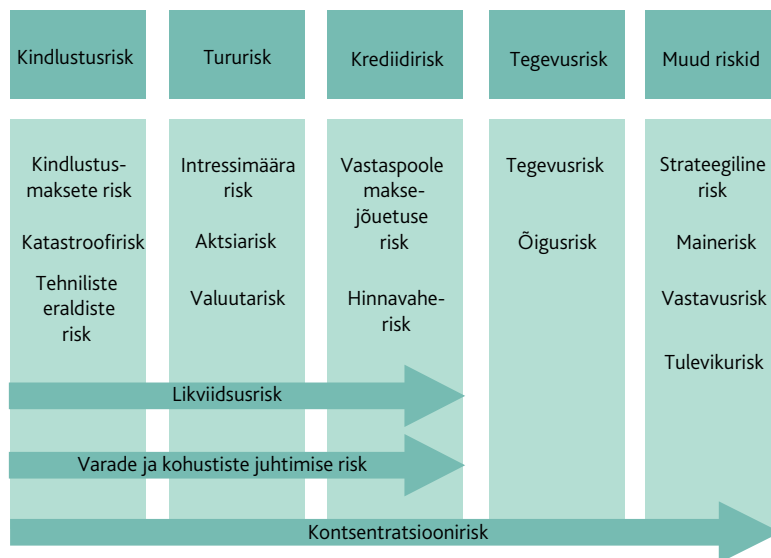 Kindlustusrisk
Tururisk
Krediidirisk
Tegevusrisk
Muud riskid
Kindlustus-
maksete risk
Katastroofirisk
Tehniliste
eraldiste
risk
Intressimäära
risk
Aktsiarisk
Valuutarisk
Vastaspoole
makse-
jõuetuse
risk
Hinnavahe-
risk
Tegevusrisk
Õigusrisk
Strateegiline
risk
Mainerisk
Vastavusrisk
Tulevikurisk
Likviidsusrisk
Varade ja kohustiste juhtimise risk
Kontsentratsioonirisk